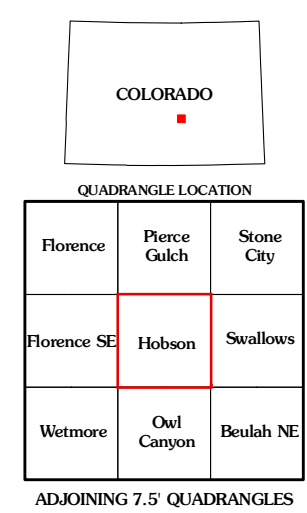 COLORADO
QUADRANGLE LOCATION
Florence
Pierce
Gulch
Stone
City
Florence SE
Hobson
Swallows
Wetmore
Owl
Canyon
Beulah NE
ADJOINING 7.5' QUADRANGLES